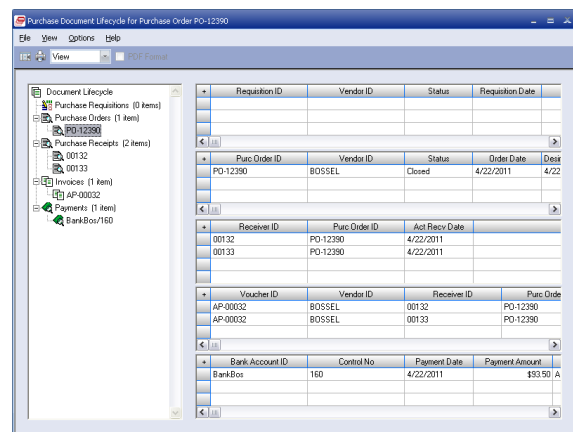 Purchase Document Lifecycle for Purchase Order PO-12390
File View Options Help
View PDF Format
Document Lifecycle
Purchase Requisitions (0 items)
Purchase Orders (1 item)
PO-12390
Purchase Receipts (2 items)
00132
00133
Invoices (1 item)
AP-00032
Payments (1 item)
BankBos/160
+ Requisition ID Vendor ID Status Requisition Date
+ Purc Order ID Vendor ID Status Order Date Desir
PO-12390 BOSSEL Closed 4/22/2011 4/22
+ Receiver ID Purc Order ID Act Recv Date
00132 PO-12390 4/22/2011
00133 PO-12390 4/22/2011
+ Voucher ID Vendor ID Receiver ID Purc Orde
AP-00032 BOSSEL 00132 PO-12390
AP-00032 BOSSEL 00133 PO-12390
+ Bank Account ID Control No Payment Date Payment Amount
BankBos 160 4/22/2011 $93.50 A